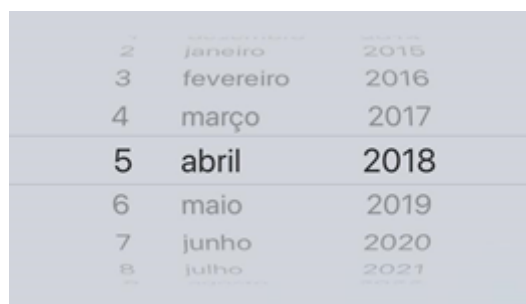 2 janeiro 2015
3 fevereiro 2016
4 março 2017
5 abril 2018
6 maio 2019
7 junho 2020
8 julho 2021